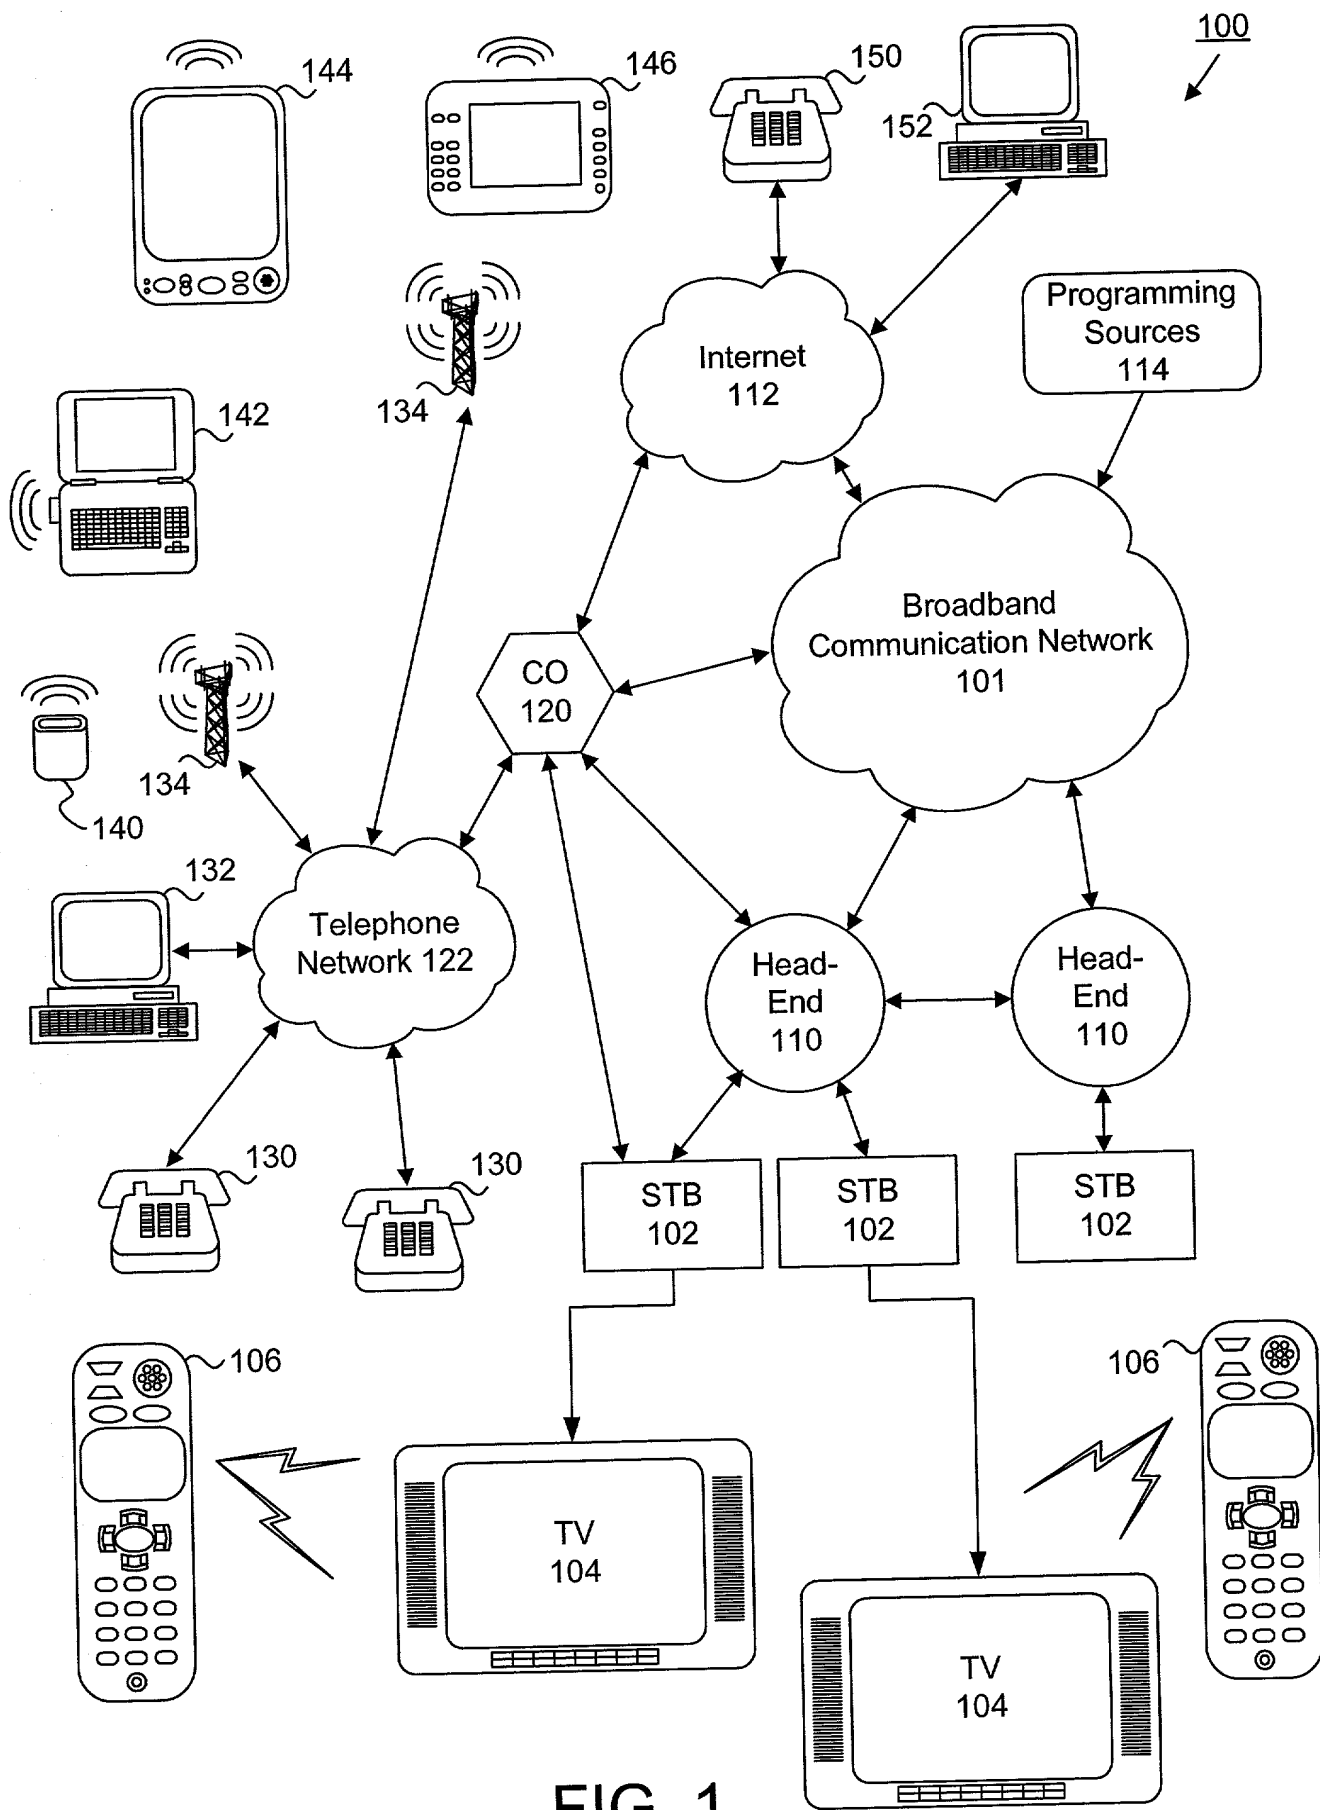 100
144
146
150
152
Programming
Sources
114
Internet
112
134
142
Broadband
Communication Network
101
CO
120
134
140
132
Telephone
Network 122
Head-
End
110
Head-
End
110
130
130
STB
102
STB
102
STB
102
106
106
TV
104
TV
104
FIG. 1